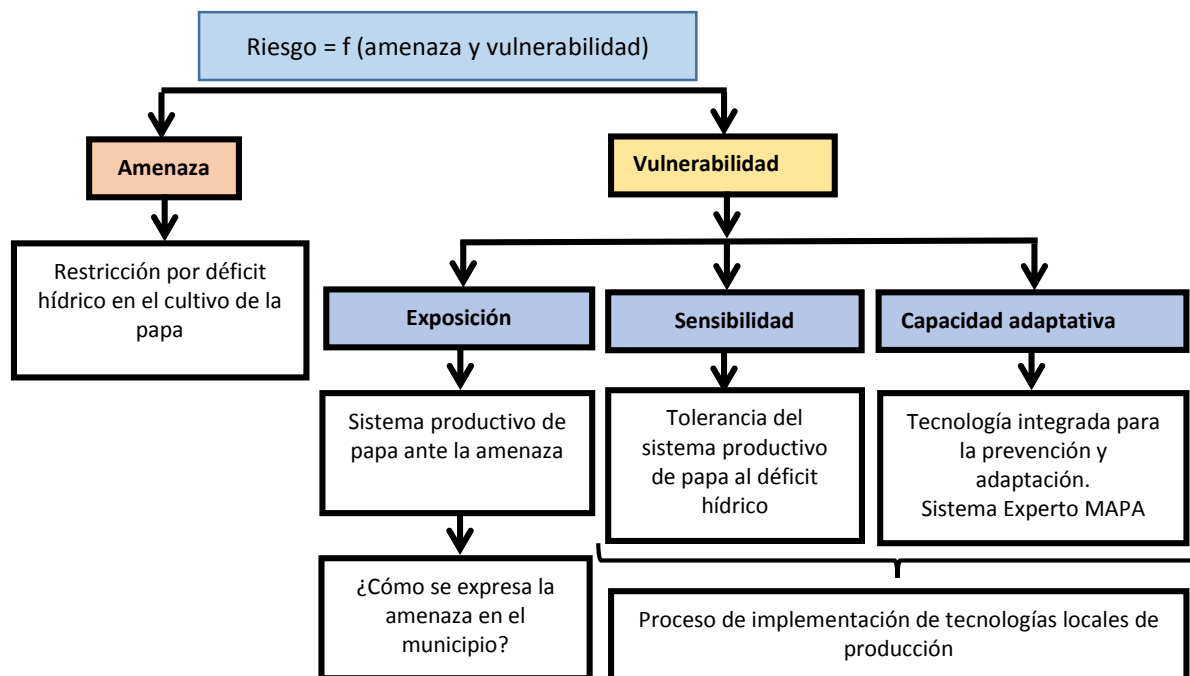 Riesgo = f (amenaza y vulnerabilidad)
Amenaza
Vulnerabilidad
Restricción por déficit
hídrico en el cultivo de la
papa
Exposición
Sensibilidad
Capacidad adaptativa
Sistema productivo de
papa ante la amenaza
Tolerancia del
sistema productivo
de papa al déficit
hídrico
Tecnología integrada para
la prevención y
adaptación.
Sistema Experto MAPA
¿Cómo se expresa la
amenaza en el
municipio?
Proceso de implementación de tecnologías locales de
producción